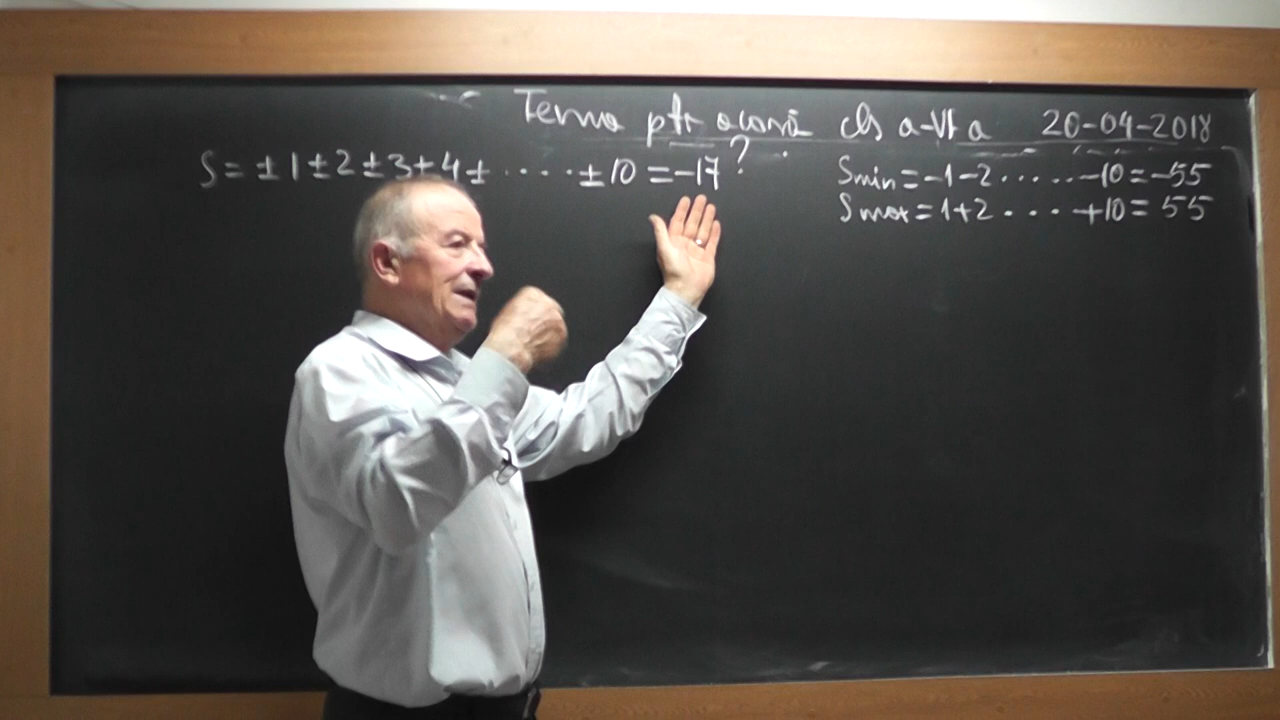 Tema ptr acasă cls a-VI a 20-04-2018
S = ± 1 ± 2 ± 3 ± 4 ± · · · · ± 10 = -17 ?
Smin = -1-2 · · · · · -10 = -55
Smax = 1+2 · · · · +10 = 55